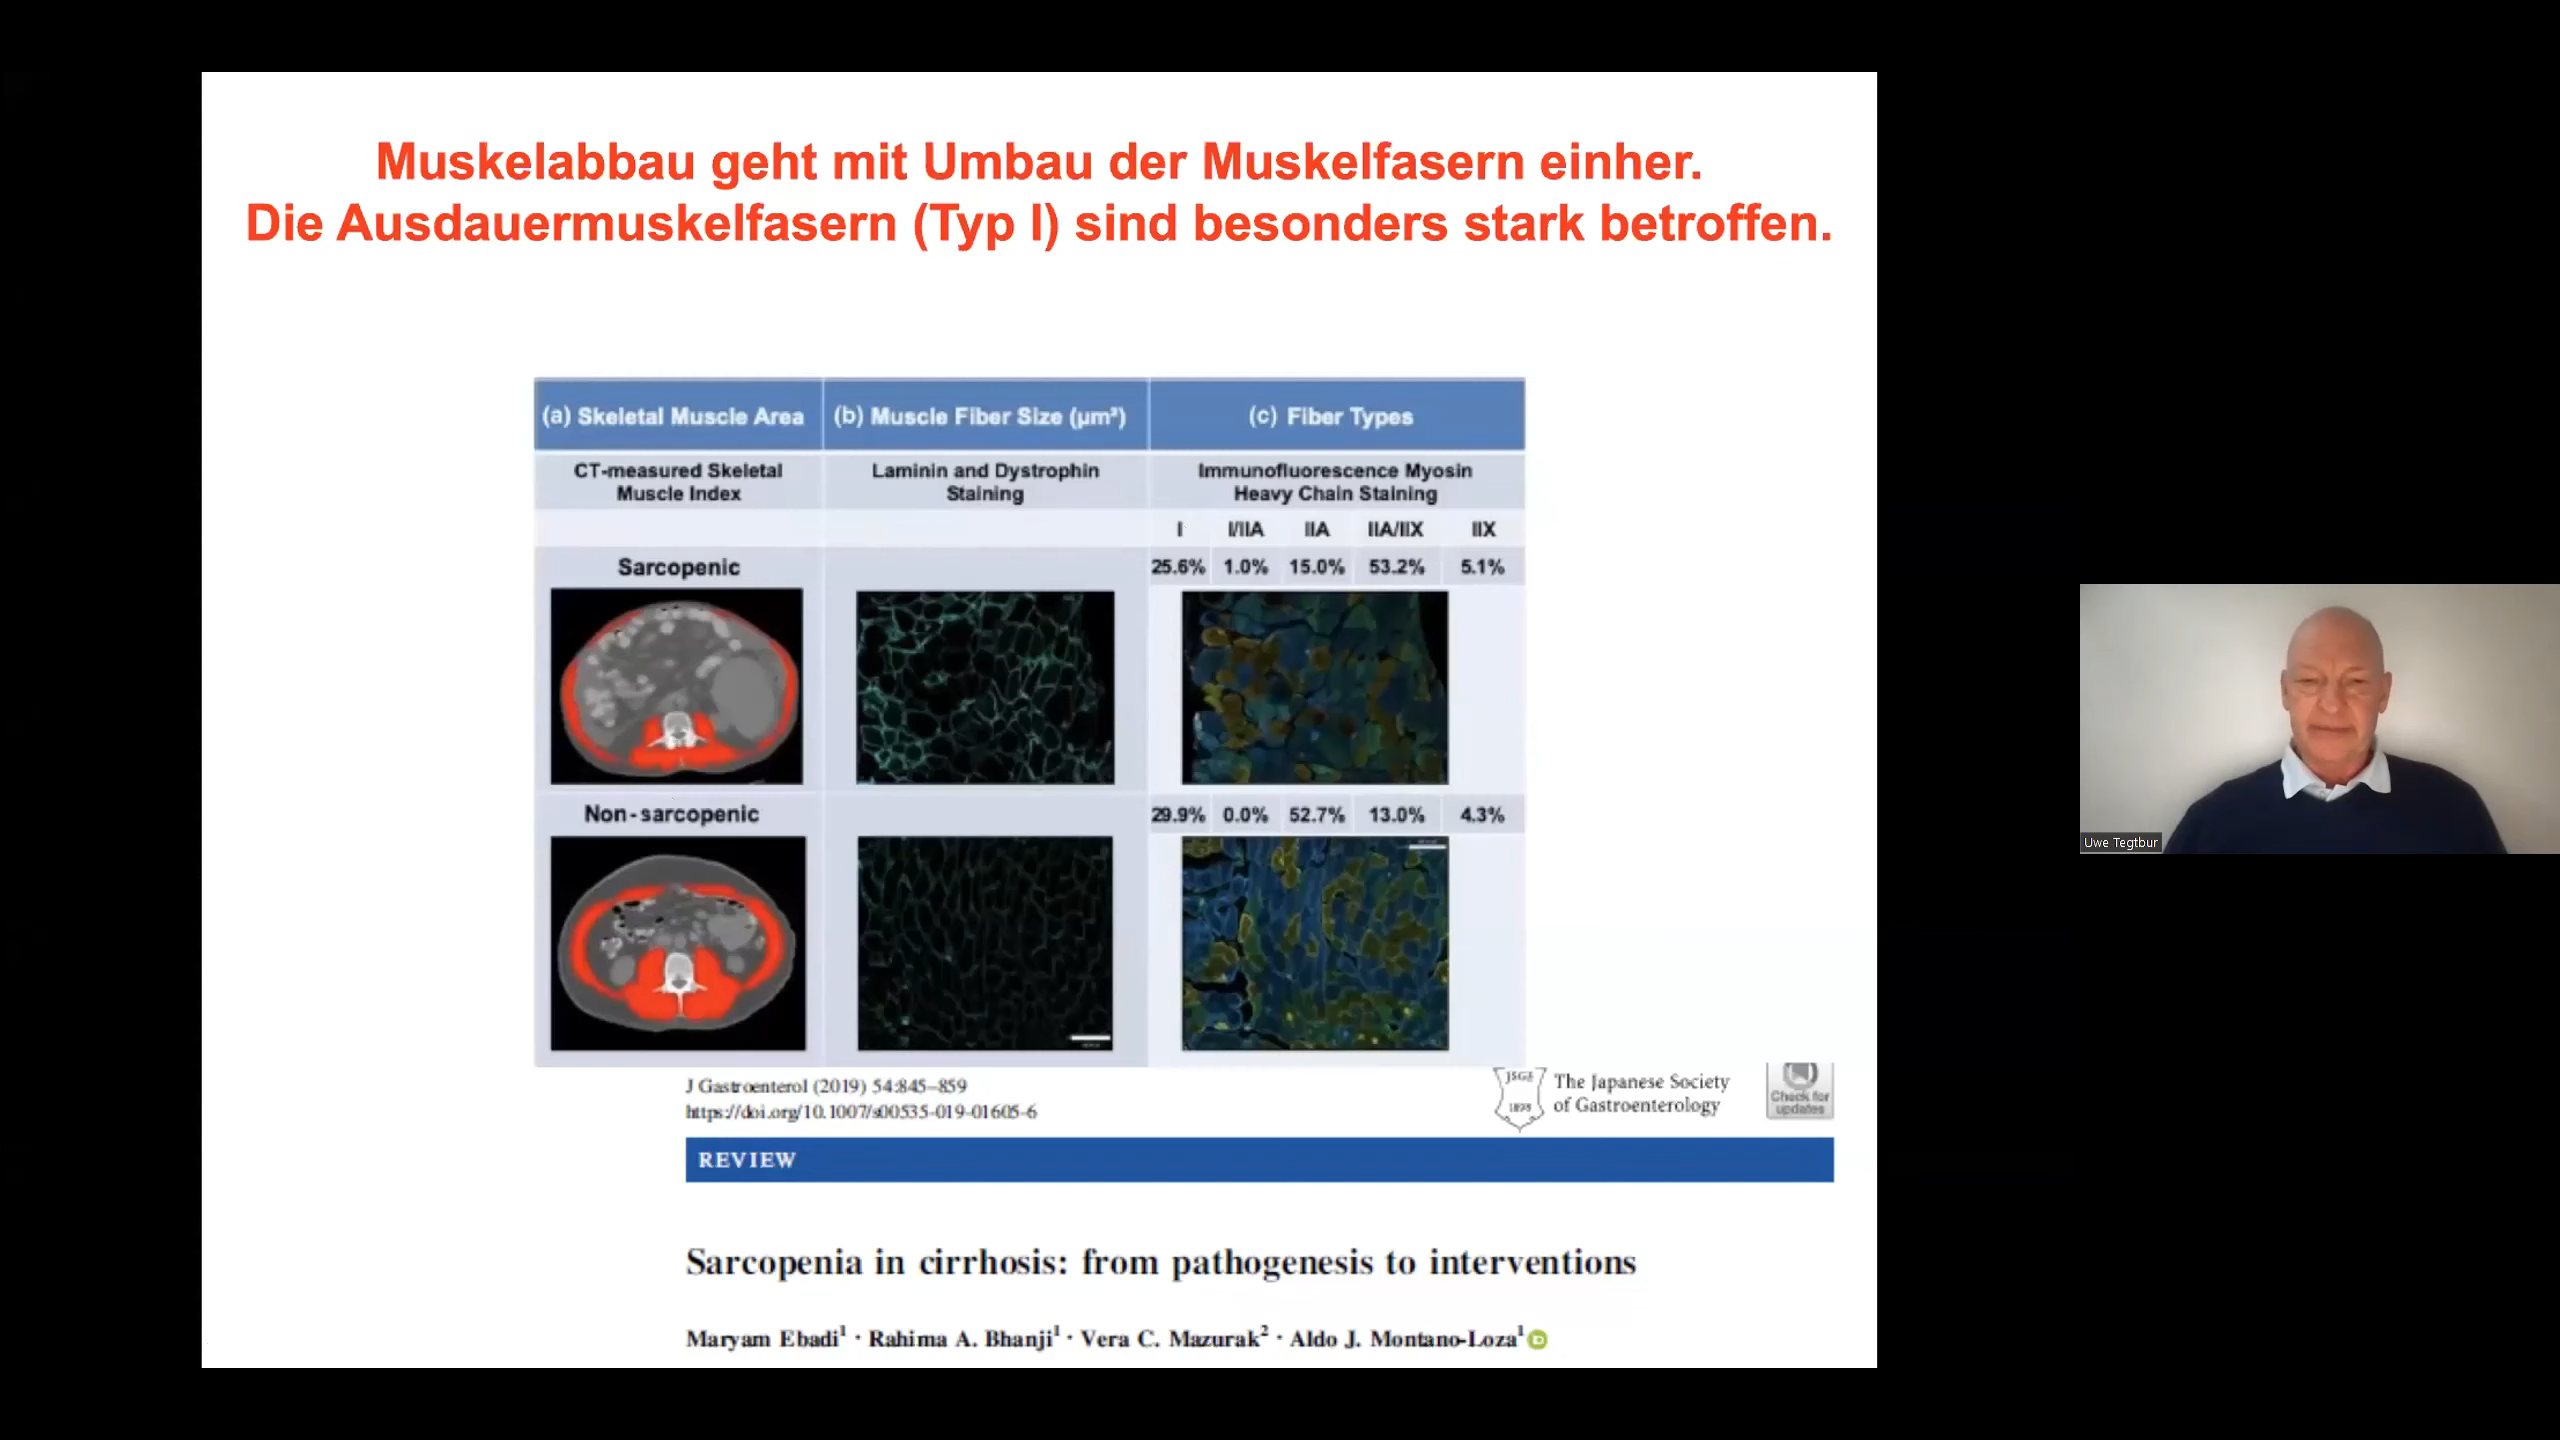 Muskelabbau geht mit Umbau der Muskelfasern einher.
Die Ausdauermuskelfasern (Typ I) sind besonders stark betroffen.
(a) Skeletal Muscle Area
(b) Muscle Fiber Size (µm²)
(c) Fiber Types
CT-measured Skeletal
Muscle Index
Laminin and Dystrophin
Staining
Immunofluorescence Myosin
Heavy Chain Staining
I I/IIA IIA IIA/IIX IIX
Sarcopenic
25.6% 1.0% 15.0% 53.2% 5.1%
Non-sarcopenic
29.9% 0.0% 52.7% 13.0% 4.3%
Uwe Tegtbur
J Gastroenterol (2019) 54:845–859
https://doi.org/10.1007/s00535-019-01605-6
JSGE
1898
The Japanese Society
of Gastroenterology
Check for
updates
REVIEW
Sarcopenia in cirrhosis: from pathogenesis to interventions
Maryam Ebadi¹ · Rahima A. Bhanji¹ · Vera C. Mazurak² · Aldo J. Montano-Loza¹ iD